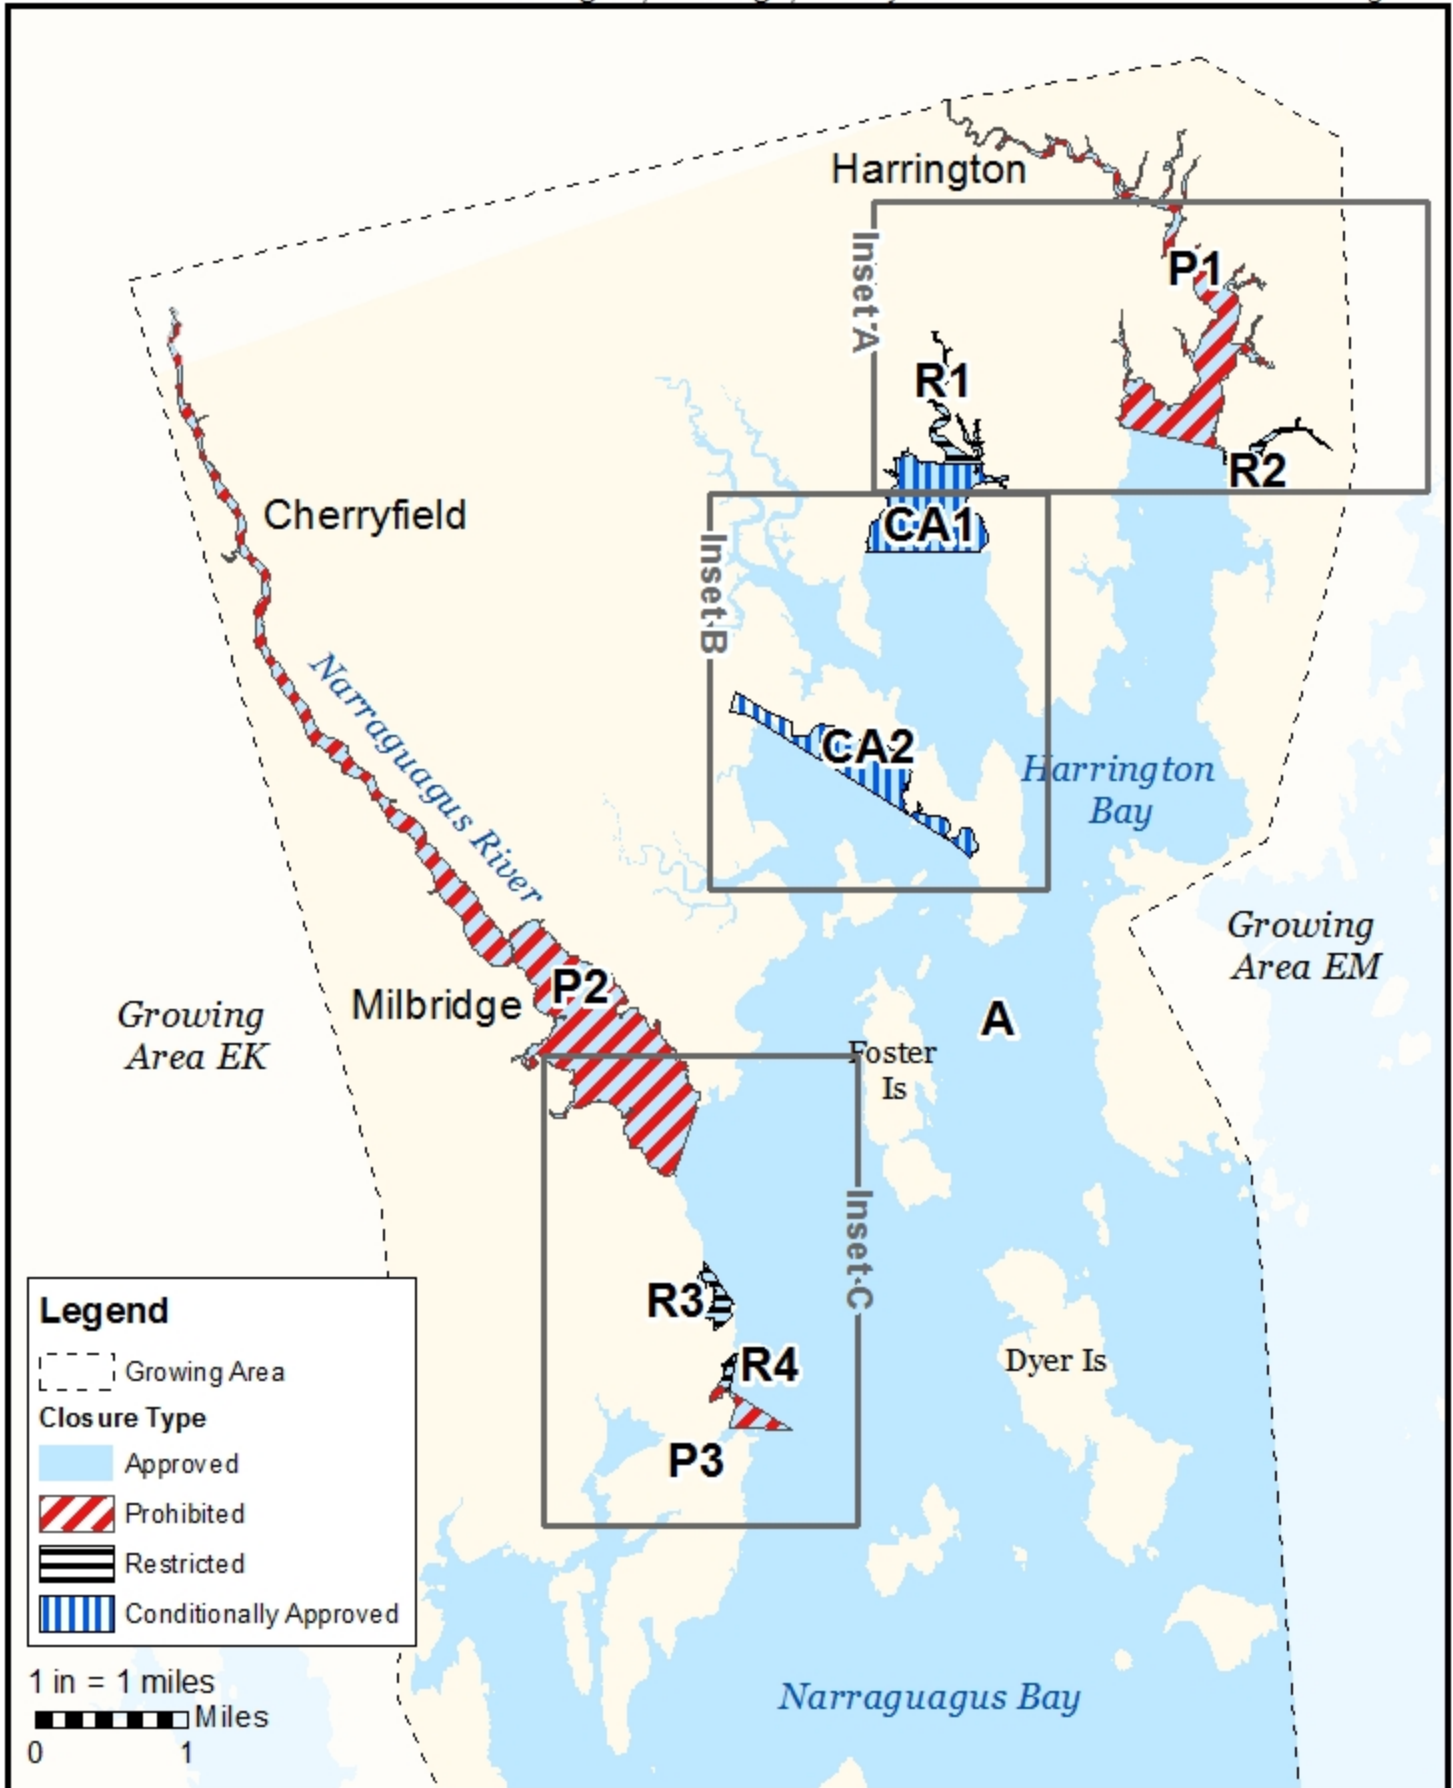 Harrington
P1
Inset A
R1
R2
CA1
Cherryfield
Inset B
Narraguagus River
CA2
Harrington
Bay
Growing
Area EM
P2
Milbridge
A
Growing
Area EK
Foster
Is
Inset C
R3
Legend
R4
Dyer Is
Growing Area
Closure Type
P3
Approved
Prohibited
Restricted
Conditionally Approved
1 in = 1 miles
Narraguagus Bay
Miles
0 1